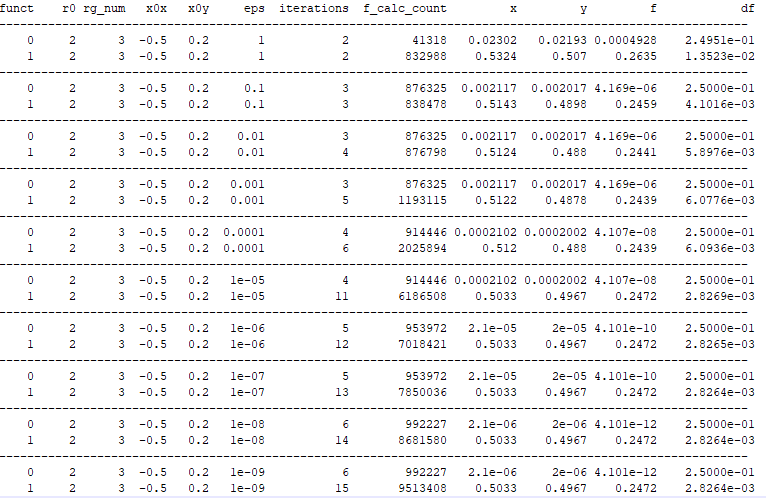 funct r0 rg_num x0x x0y eps iterations f_calc_count x y f df
0 2 3 -0.5 0.2 1 2 41318 0.02302 0.02193 0.0004928 2.4951e-01
1 2 3 -0.5 0.2 1 2 832988 0.5324 0.507 0.2635 1.3523e-02
0 2 3 -0.5 0.2 0.1 3 876325 0.002117 0.002017 4.169e-06 2.5000e-01
1 2 3 -0.5 0.2 0.1 3 838478 0.5143 0.4898 0.2459 4.1016e-03
0 2 3 -0.5 0.2 0.01 3 876325 0.002117 0.002017 4.169e-06 2.5000e-01
1 2 3 -0.5 0.2 0.01 4 876798 0.5124 0.488 0.2441 5.8976e-03
0 2 3 -0.5 0.2 0.001 3 876325 0.002117 0.002017 4.169e-06 2.5000e-01
1 2 3 -0.5 0.2 0.001 5 1193115 0.5122 0.4878 0.2439 6.0776e-03
0 2 3 -0.5 0.2 0.0001 4 914446 0.0002102 0.0002002 4.107e-08 2.5000e-01
1 2 3 -0.5 0.2 0.0001 6 2025894 0.512 0.488 0.2439 6.0936e-03
0 2 3 -0.5 0.2 1e-05 4 914446 0.0002102 0.0002002 4.107e-08 2.5000e-01
1 2 3 -0.5 0.2 1e-05 11 6186508 0.5033 0.4967 0.2472 2.8269e-03
0 2 3 -0.5 0.2 1e-06 5 953972 2.1e-05 2e-05 4.101e-10 2.5000e-01
1 2 3 -0.5 0.2 1e-06 12 7018421 0.5033 0.4967 0.2472 2.8265e-03
0 2 3 -0.5 0.2 1e-07 5 953972 2.1e-05 2e-05 4.101e-10 2.5000e-01
1 2 3 -0.5 0.2 1e-07 13 7850036 0.5033 0.4967 0.2472 2.8264e-03
0 2 3 -0.5 0.2 1e-08 6 992227 2.1e-06 2e-06 4.101e-12 2.5000e-01
1 2 3 -0.5 0.2 1e-08 14 8681580 0.5033 0.4967 0.2472 2.8264e-03
0 2 3 -0.5 0.2 1e-09 6 992227 2.1e-06 2e-06 4.101e-12 2.5000e-01
1 2 3 -0.5 0.2 1e-09 15 9513408 0.5033 0.4967 0.2472 2.8264e-03